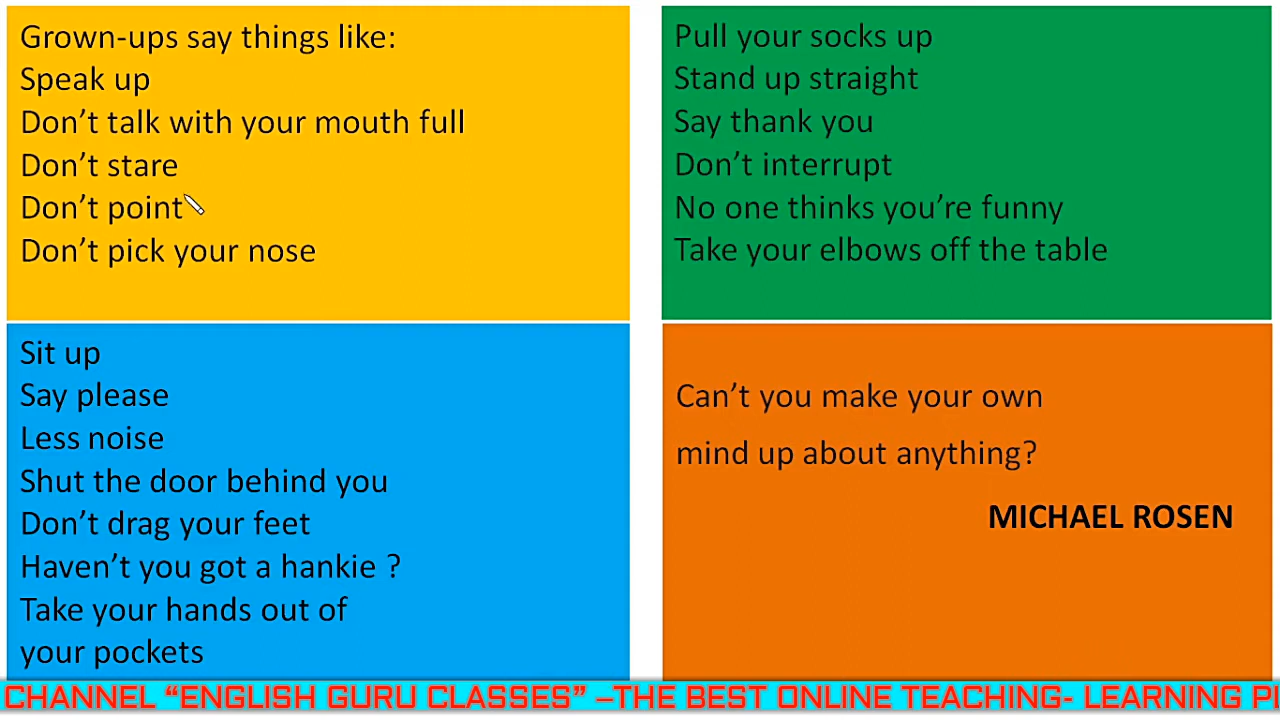 Grown-ups say things like:
Speak up
Don’t talk with your mouth full
Don’t stare
Don’t point
Don’t pick your nose
Sit up
Say please
Less noise
Shut the door behind you
Don’t drag your feet
Haven’t you got a hankie ?
Take your hands out of
your pockets
Pull your socks up
Stand up straight
Say thank you
Don’t interrupt
No one thinks you’re funny
Take your elbows off the table
Can’t you make your own
mind up about anything?
MICHAEL ROSEN
CHANNEL “ENGLISH GURU CLASSES” –THE BEST ONLINE TEACHING- LEARNING